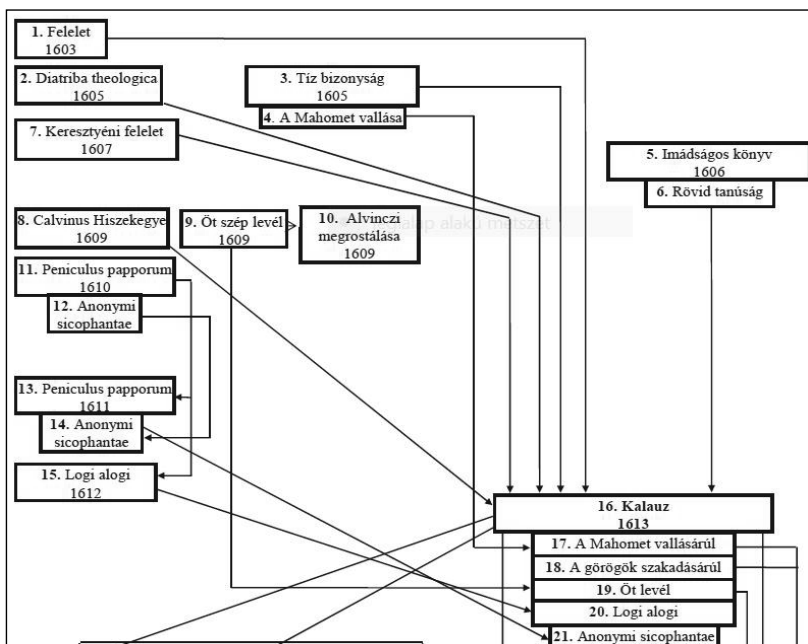 1. Felelet
1603
2. Diatriba theologica
1605
3. Tíz bizonyság
1605
4. A Mahomet vallása
7. Keresztyéni felelet
1607
5. Imádságos könyv
1606
6. Rövid tanúság
8. Calvinus Hiszekegye
1609
9. Öt szép levél
1609
10. Alvinczi
megrostálása
1609
11. Peniculus papporum
1610
12. Anonymi
sicophantae
13. Peniculus papporum
1611
14. Anonymi
sicophantae
15. Logi alogi
1612
16. Kalauz
1613
17. A Mahomet vallásárúl
18. A görögök szakadásárúl
19. Öt levél
20. Logi alogi
21. Anonymi sicophantae